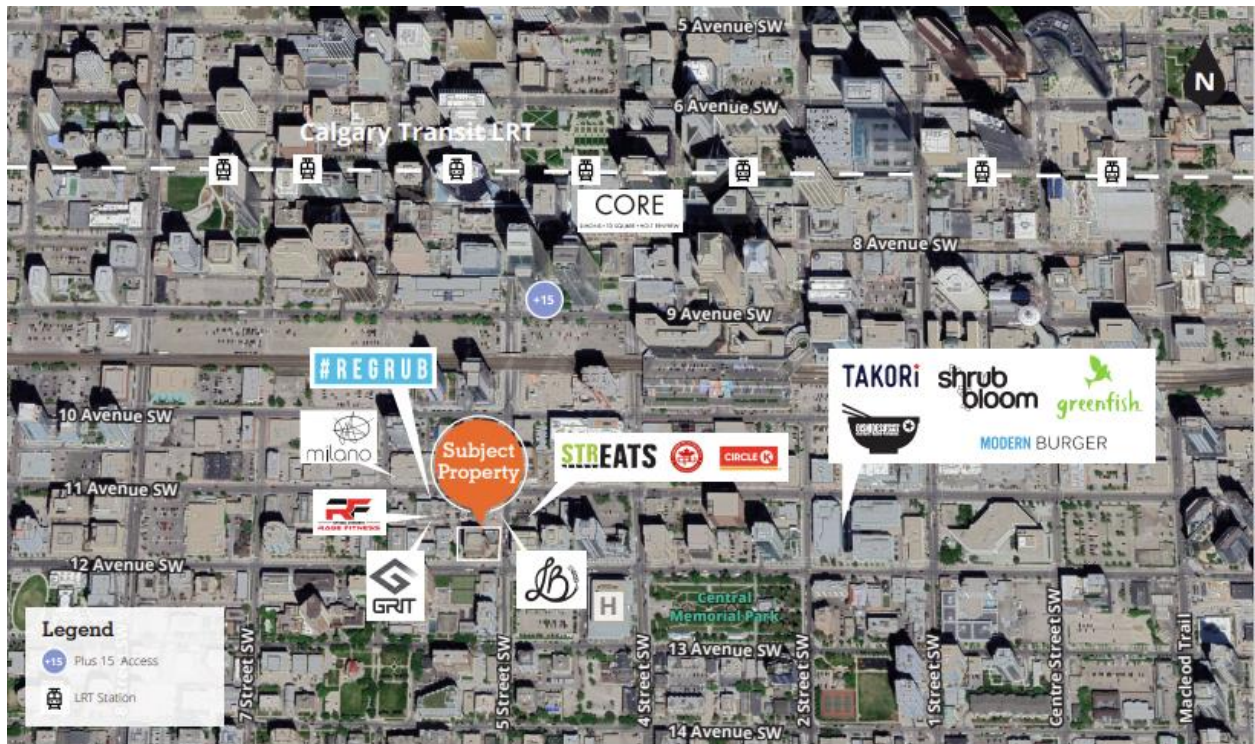 5 Avenue SW
N
6 Avenue SW
Calgary Transit LRT
CORE
8 Avenue SW
+15
9 Avenue SW
#REGRUB
TAKORi
shrub
bloom
greenfish
MODERN BURGER
10 Avenue SW
milano
Subject
Property
STREATS
CIRCLE K
11 Avenue SW
RF
RAGE FITNESS
12 Avenue SW
GRIT
LB
H
Central
Memorial Park
Legend
+15 Plus 15 Access
LRT Station
13 Avenue SW
14 Avenue SW
7 Street SW
5 Street SW
4 Street SW
2 Street SW
1 Street SW
Centre Street SW
Macleod Trail